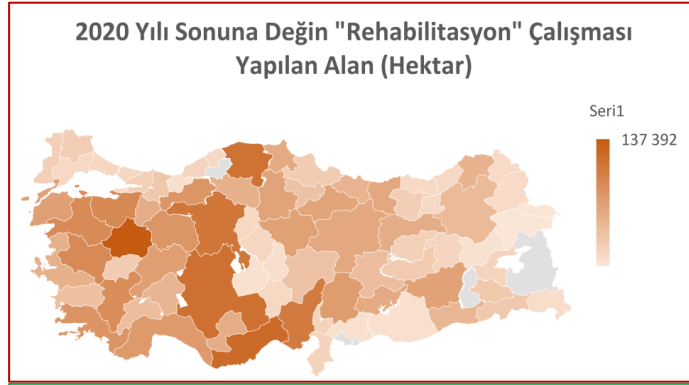 2020 Yılı Sonuna Değin "Rehabilitasyon" Çalışması
Yapılan Alan (Hektar)
Seri1
137 392